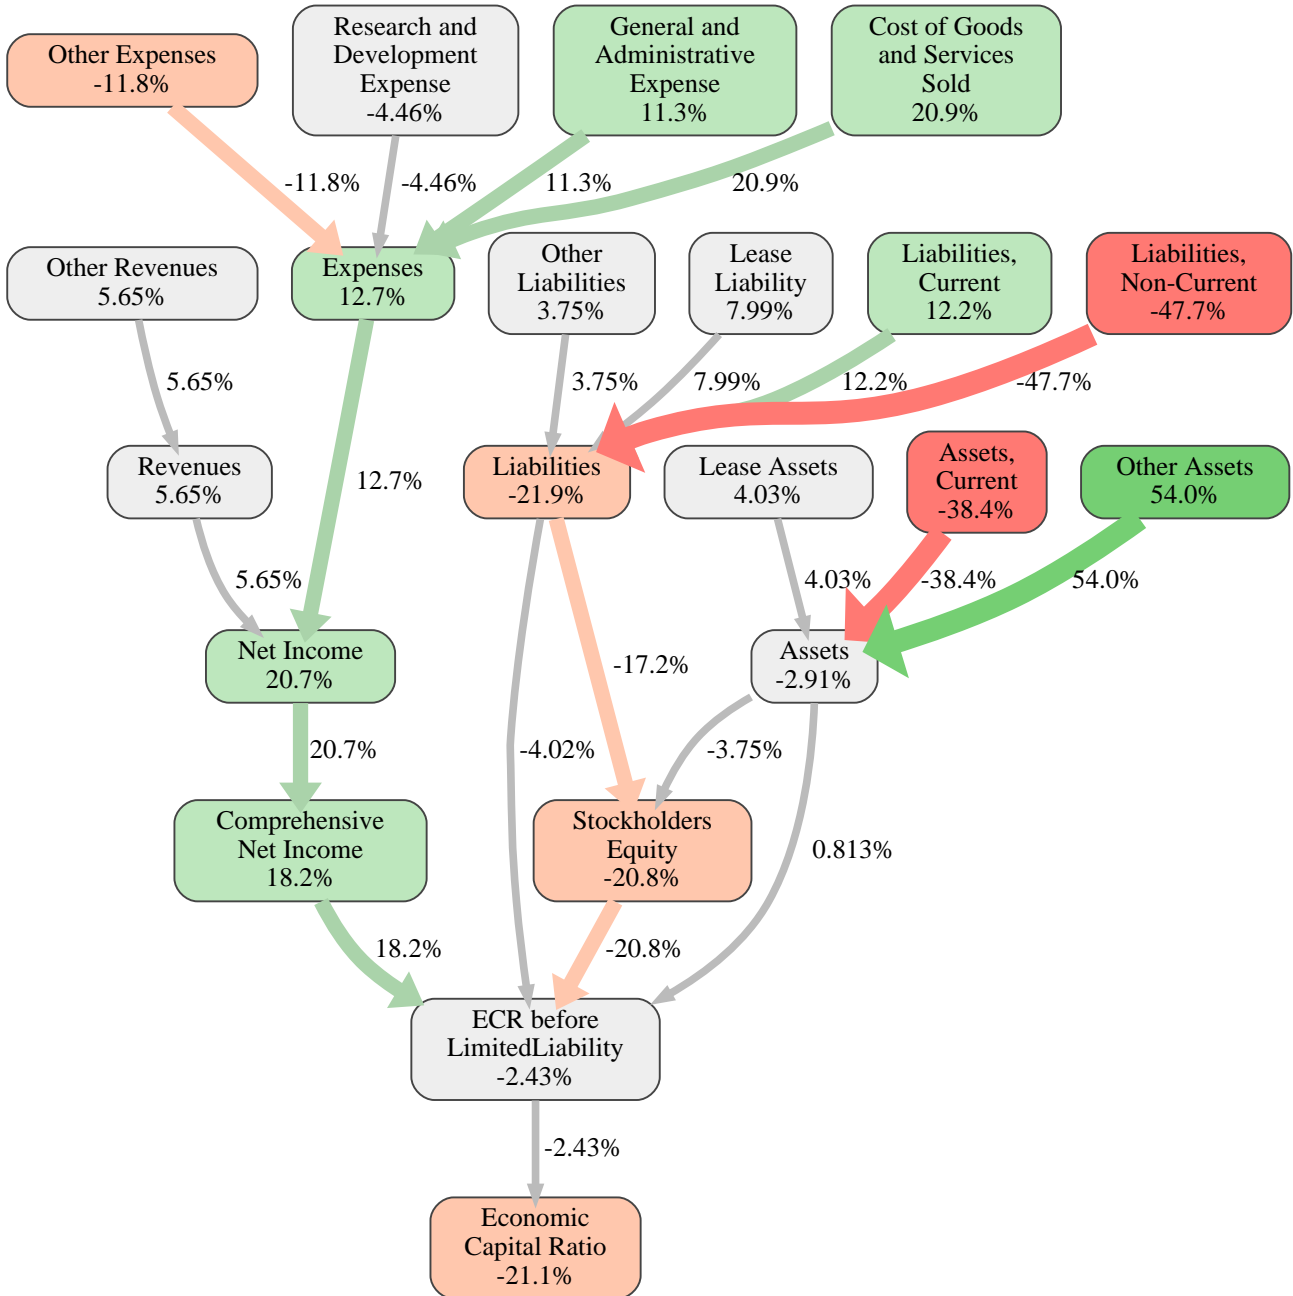 Other Expenses
-11.8%
Research and
Development
Expense
-4.46%
General and
Administrative
Expense
11.3%
Cost of Goods
and Services
Sold
20.9%
-11.8%
-4.46%
11.3%
20.9%
Other Revenues
5.65%
Expenses
12.7%
Other
Liabilities
3.75%
Lease
Liability
7.99%
Liabilities,
Current
12.2%
Liabilities,
Non-Current
-47.7%
5.65%
3.75%
7.99%
12.2%
-47.7%
Revenues
5.65%
12.7%
Liabilities
-21.9%
Lease Assets
4.03%
Assets,
Current
-38.4%
Other Assets
54.0%
5.65%
4.03%
-38.4%
54.0%
Net Income
20.7%
-17.2%
Assets
-2.91%
20.7%
-4.02%
-3.75%
Comprehensive
Net Income
18.2%
Stockholders
Equity
-20.8%
0.813%
18.2%
-20.8%
ECR before
LimitedLiability
-2.43%
-2.43%
Economic
Capital Ratio
-21.1%